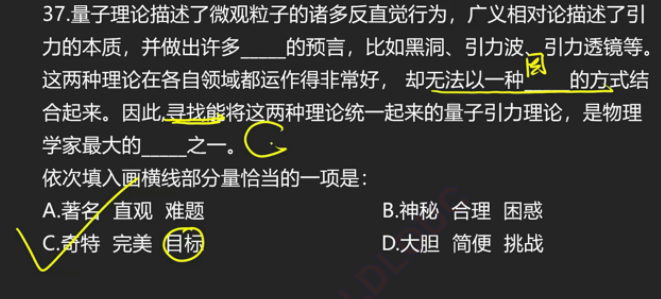 37.量子理论描述了微观粒子的诸多反直觉行为，广义相对论描述了引
力的本质，并做出许多_____的预言，比如黑洞、引力波、引力透镜等。
这两种理论在各自领域都运作得非常好， 却无法以一种_____的方式结
合起来。因此,寻找能将这两种理论统一起来的量子引力理论，是物理
学家最大的_____之一。
依次填入画横线部分量恰当的一项是：
A.著名 直观 难题
B.神秘 合理 困惑
C.奇特 完美 目标
D.大胆 简便 挑战